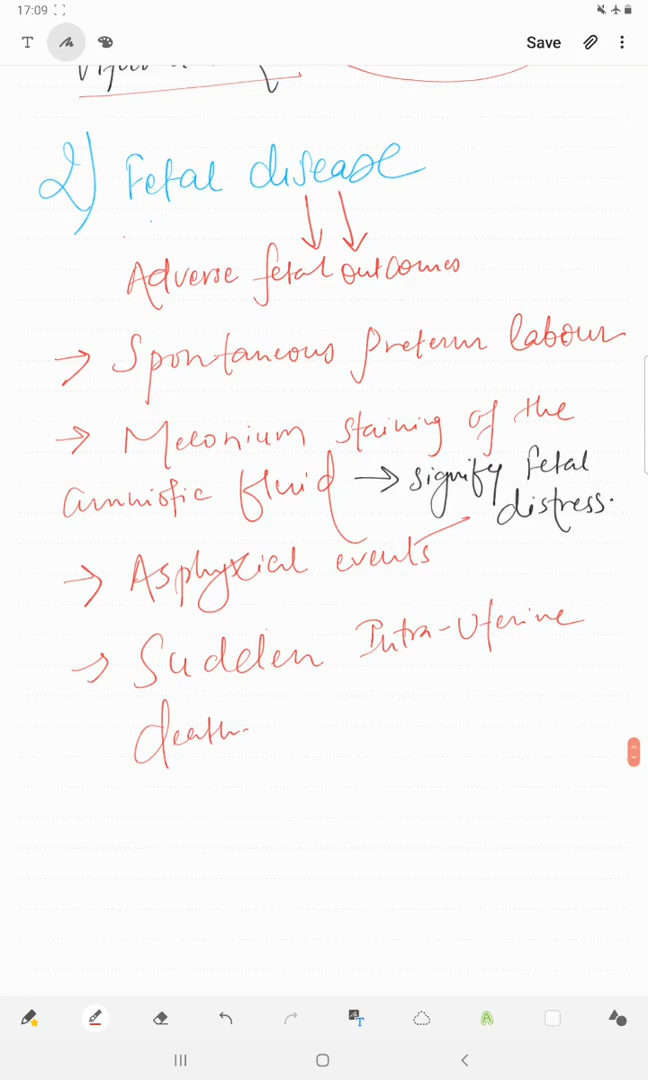 17:09
T
Save
2) Fetal disease
Adverse fetal outcomes
→ Spontaneous preterm labour
→ Meconium staining of the
amniotic fluid → signify fetal
distress.
→ Asphyxial events
→ Sudden Intra-Uterine
death.